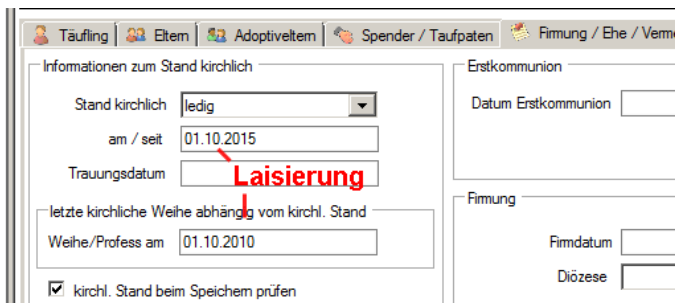 Täufling Eltern Adoptiveltern Spender / Taufpaten Firmung / Ehe / Verme
Informationen zum Stand kirchlich
Stand kirchlich ledig
am / seit 01.10.2015
Trauungsdatum
Laisierung
letzte kirchliche Weihe abhängig vom kirchl. Stand
Weihe/Profess am 01.10.2010
kirchl. Stand beim Speichern prüfen
Erstkommunion
Datum Erstkommunion
Firmung
Firmdatum
Diözese